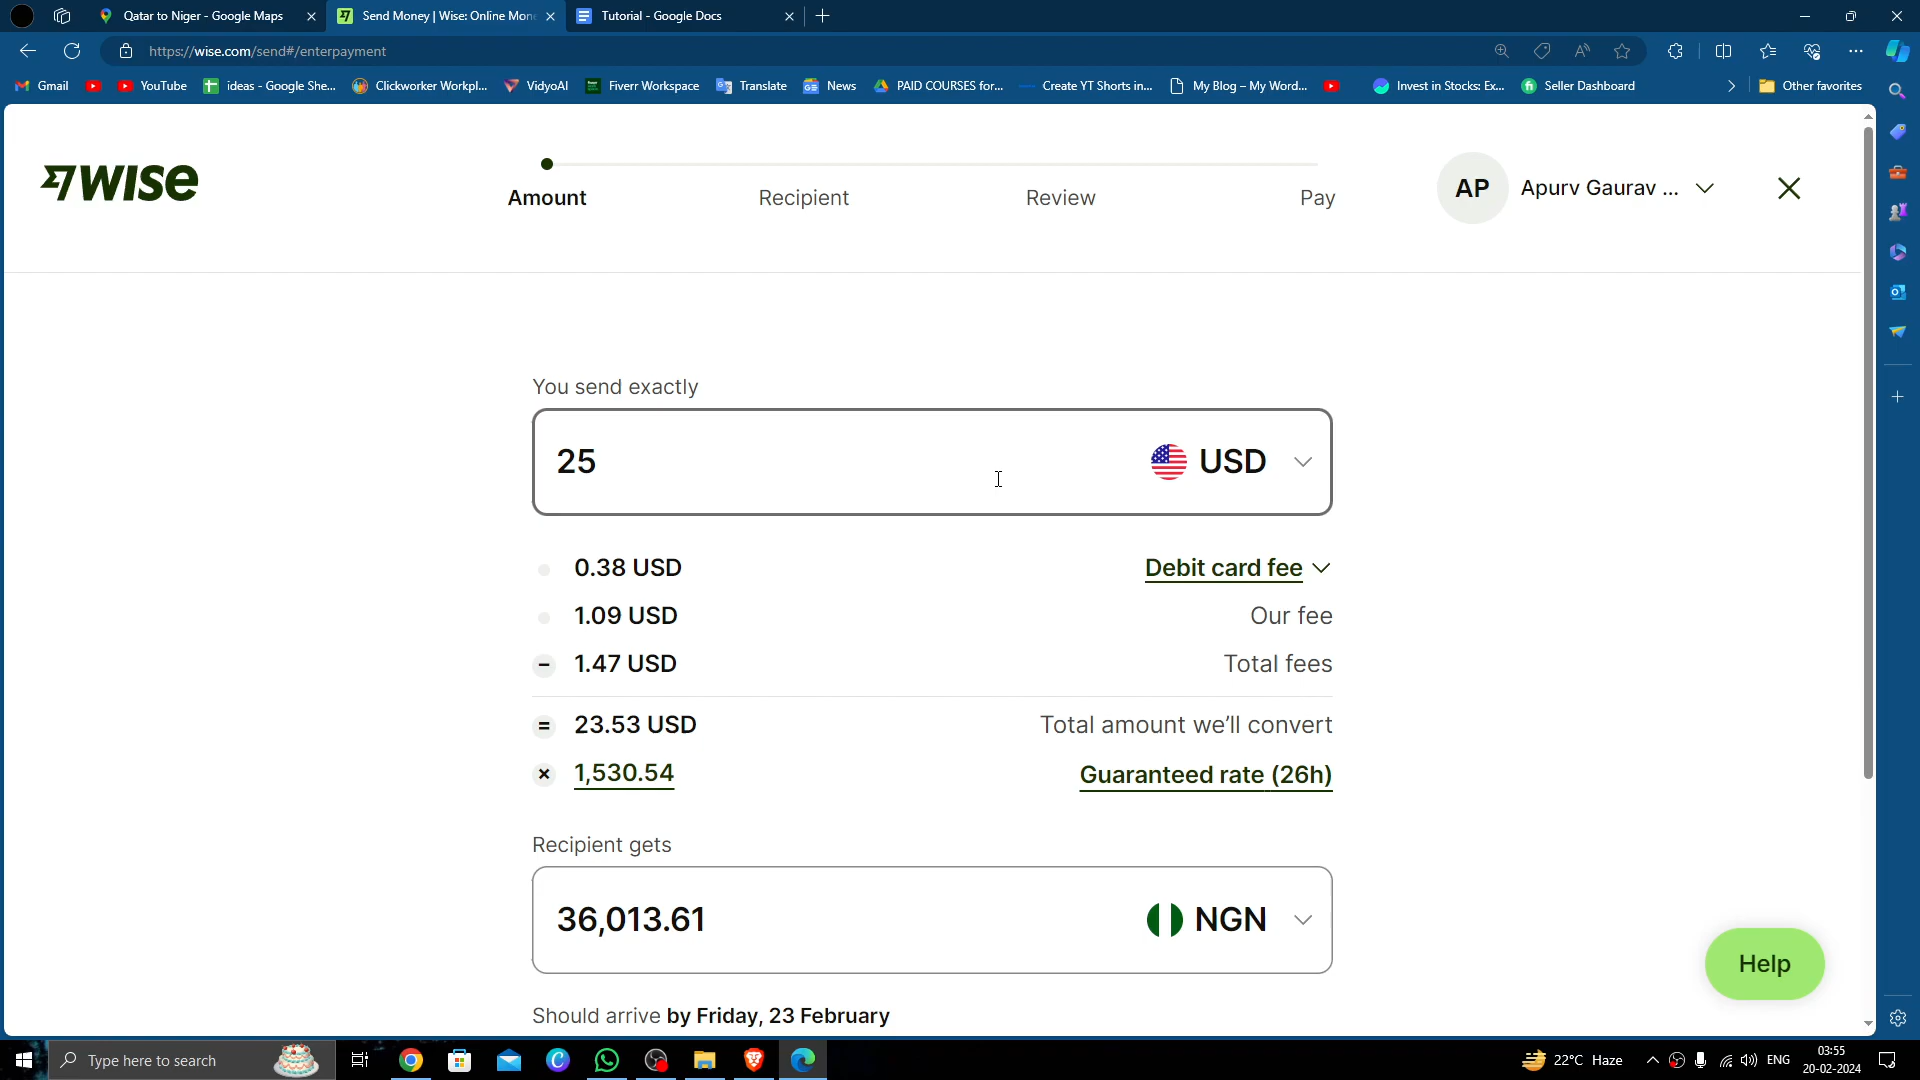 Qatar to Niger - Google Maps
Send Money | Wise: Online Mon
Tutorial - Google Docs
https://wise.com/send#/enterpayment
Gmail
YouTube
ideas - Google She...
Clickworker Workpl...
VidyoAI
Fiverr Workspace
Translate
News
PAID COURSES for...
Create YT Shorts in...
My Blog – My Word...
Invest in Stocks: Ex...
Seller Dashboard
Other favorites
WISE
Amount
Recipient
Review
Pay
AP
Apurv Gaurav ...
You send exactly
25
USD
0.38 USD
Debit card fee
1.09 USD
Our fee
− 1.47 USD
Total fees
= 23.53 USD
Total amount we'll convert
× 1,530.54
Guaranteed rate (26h)
Recipient gets
36,013.61
NGN
Help
Should arrive by Friday, 23 February
Type here to search
22°C Haze
ENG
03:55
20-02-2024